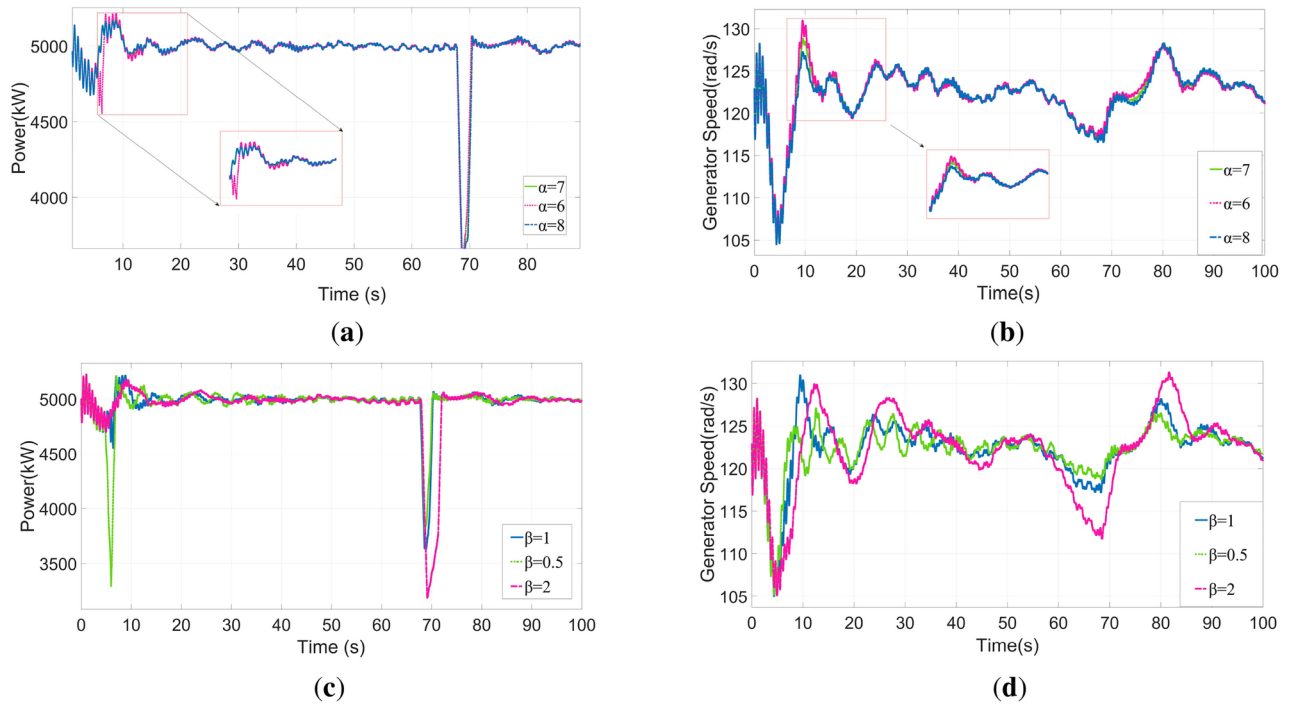 5000
4500
4000
Power(kW)
α=7
α=6
α=8
10 20 30 40 50 60 70 80
Time (s)
(a)
130
125
120
115
110
105
Generator Speed(rad/s)
α=7
α=6
α=8
0 10 20 30 40 50 60 70 80 90 100
Time(s)
(b)
5000
4500
4000
3500
Power(kW)
β=1
β=0.5
β=2
0 10 20 30 40 50 60 70 80 90 100
Time (s)
(c)
130
125
120
115
110
105
Generator Speed(rad/s)
β=1
β=0.5
β=2
0 10 20 30 40 50 60 70 80 90 100
Time(s)
(d)